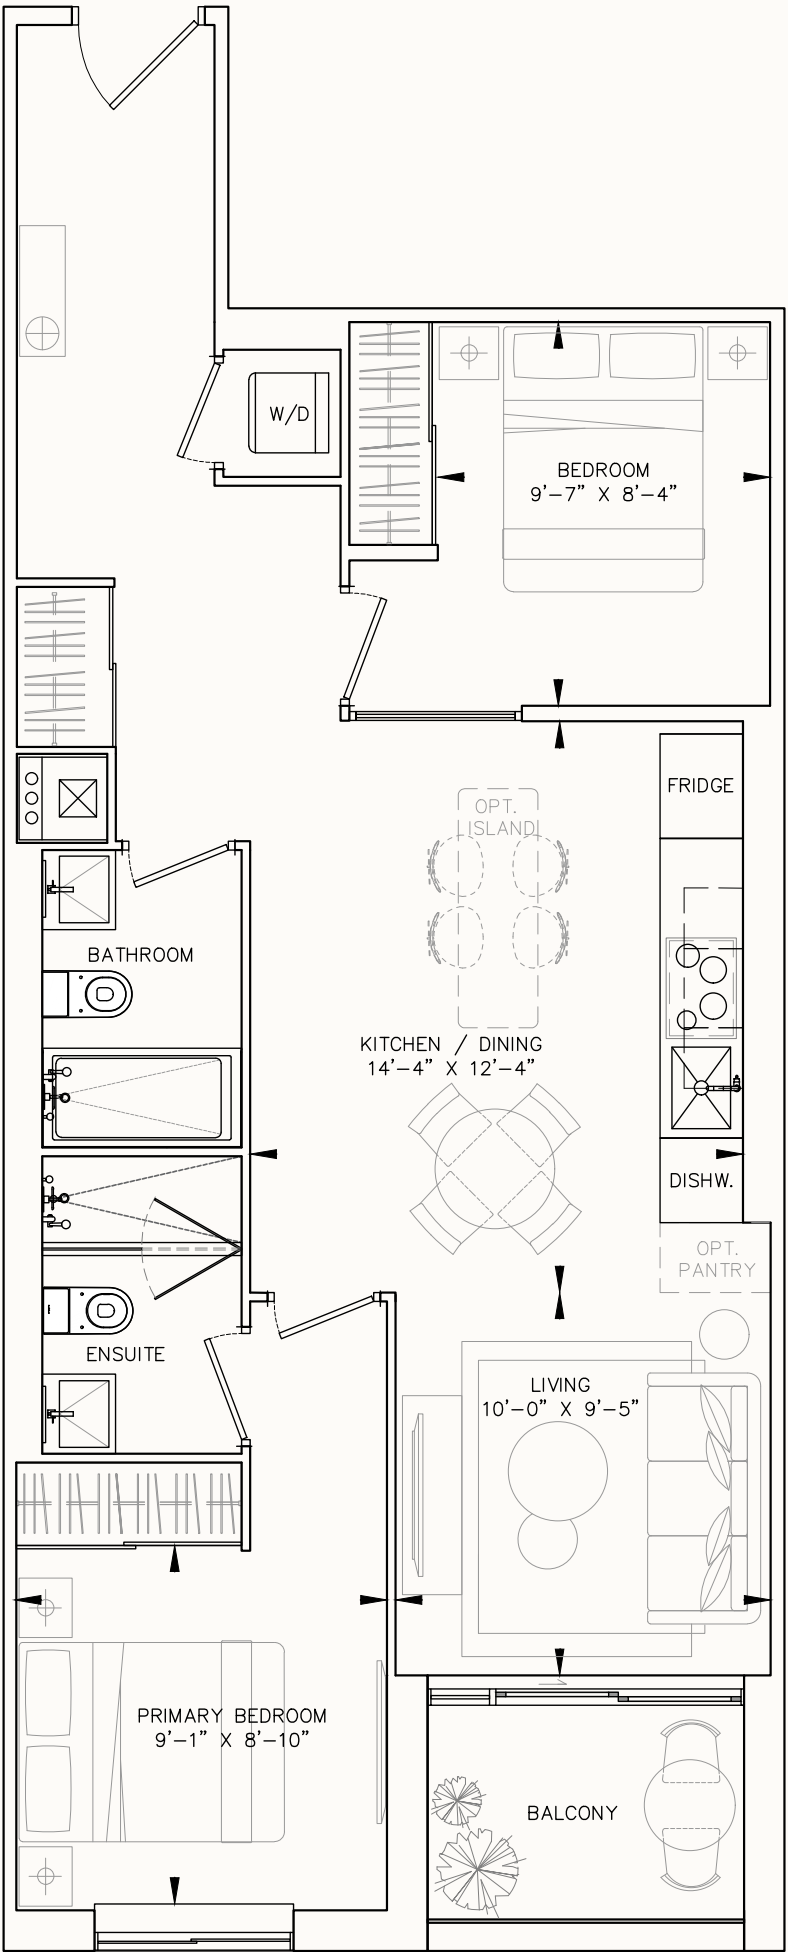 W/D
BEDROOM
9'-7" X 8'-4"
FRIDGE
OPT.
ISLAND
BATHROOM
KITCHEN / DINING
14'-4" X 12'-4"
DISHW.
OPT.
PANTRY
ENSUITE
LIVING
10'-0" X 9'-5"
PRIMARY BEDROOM
9'-1" X 8'-10"
BALCONY